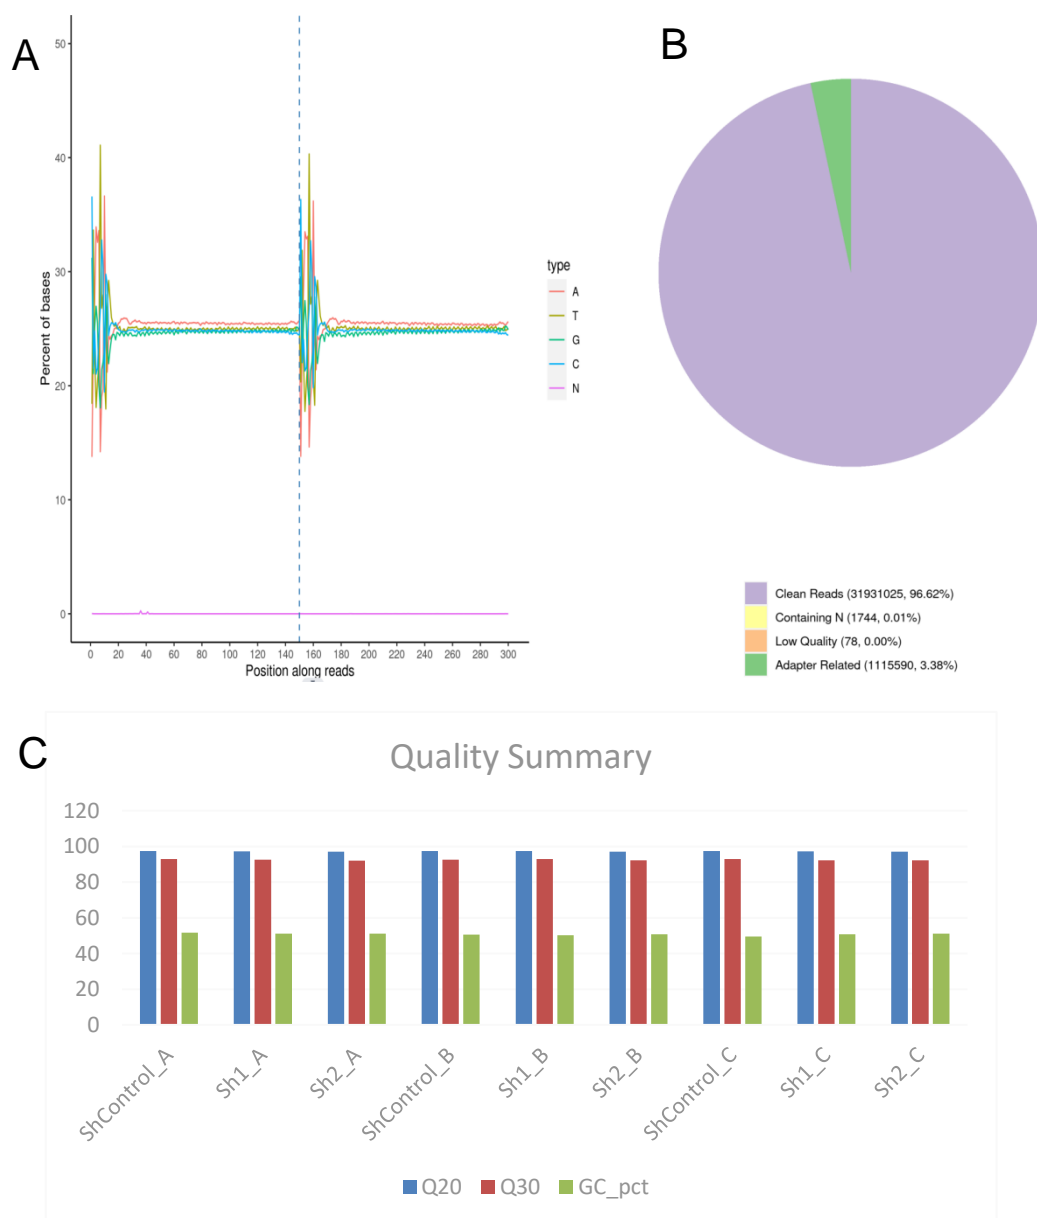 A
B
50
40
30
20
10
0
Percent of bases
0 20 40 60 80 100 120 140 160 180 200 220 240 260 280 300
Position along reads
type
A
T
G
C
N
Clean Reads (31931025, 96.62%)
Containing N (1744, 0.01%)
Low Quality (78, 0.00%)
Adapter Related (1115590, 3.38%)
C
Quality Summary
120
100
80
60
40
20
0
ShControl_A Sh1_A Sh2_A ShControl_B Sh1_B Sh2_B ShControl_C Sh1_C Sh2_C
Q20 Q30 GC_pct